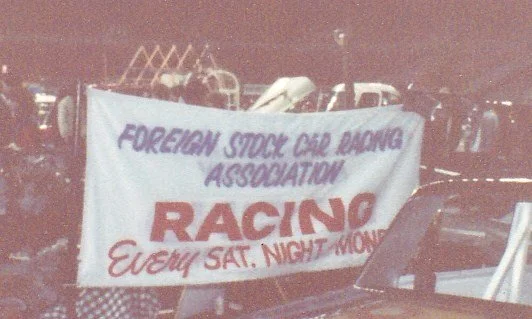 FOREIGN STOCK CAR RACING
ASSOCIATION
RACING
EVERY SAT. NIGHT